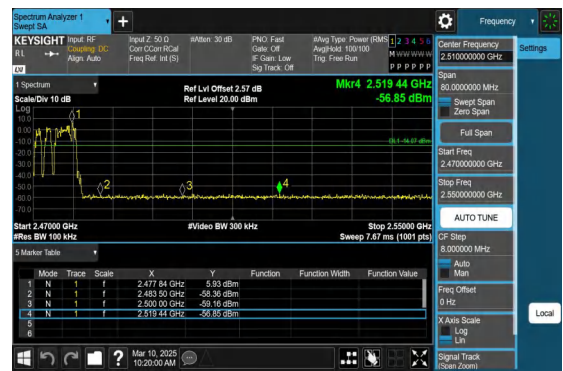 Spectrum Analyzer 1
Swept SA
Frequency
KEYSIGHT
RL
Input: RF
Coupling: DC
Align: Auto
Input Z: 50 Ω
Corr CCorr RCal
Freq Ref: Int (S)
#Atten: 30 dB
PNO: Fast
Gate: Off
IF Gain: Low
Sig Track: Off
#Avg Type: Power (RMS)
Avg|Hold: 100/100
Trig: Free Run
1 2 3 4 5 6
M W W W W W
P P P P P P
LXI
1 Spectrum
Scale/Div 10 dB
Log
Ref Lvl Offset 2.57 dB
Ref Level 20.00 dBm
Mkr4 2.519 44 GHz
-56.85 dBm
10.0
0.00
-10.0
-20.0
-30.0
-40.0
-50.0
-60.0
-70.0
1
2
3
4
DL1 -14.07 dBm
Start 2.47000 GHz
#Res BW 100 kHz
#Video BW 300 kHz
Stop 2.55000 GHz
Sweep 7.67 ms (1001 pts)
5 Marker Table
Mode Trace Scale X Y Function Function Width Function Value
1 N 1 f 2.477 84 GHz 5.93 dBm
2 N 1 f 2.483 50 GHz -58.36 dBm
3 N 1 f 2.500 00 GHz -59.16 dBm
4 N 1 f 2.519 44 GHz -56.85 dBm
5
6
Mar 10, 2025
10:20:00 AM
Center Frequency
2.510000000 GHz
Settings
Span
80.0000000 MHz
Swept Span
Zero Span
Full Span
Start Freq
2.470000000 GHz
Stop Freq
2.550000000 GHz
AUTO TUNE
CF Step
8.000000 MHz
Auto
Man
Freq Offset
0 Hz
X Axis Scale
Log
Lin
Local
Signal Track
(Span Zoom)